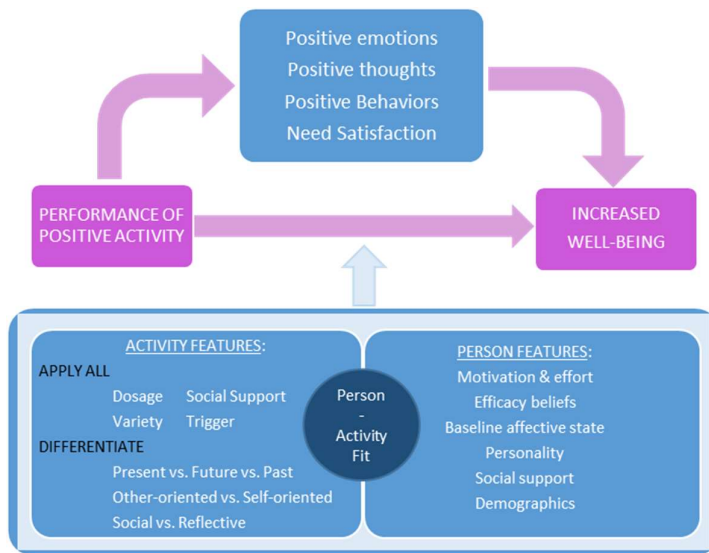 Positive emotions
Positive thoughts
Positive Behaviors
Need Satisfaction
PERFORMANCE OF
POSITIVE ACTIVITY
INCREASED
WELL-BEING
ACTIVITY FEATURES:
APPLY ALL
Dosage Social Support
Variety Trigger
DIFFERENTIATE
Present vs. Future vs. Past
Other-oriented vs. Self-oriented
Social vs. Reflective
Person
-
Activity
Fit
PERSON FEATURES:
Motivation & effort
Efficacy beliefs
Baseline affective state
Personality
Social support
Demographics